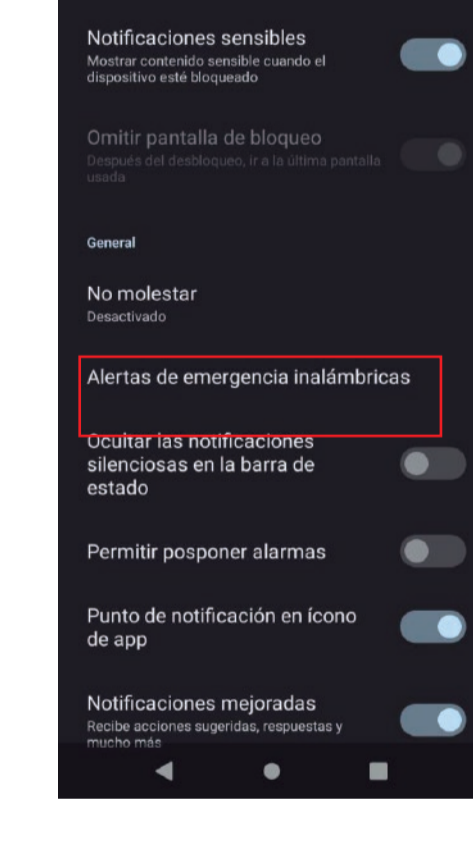 Notificaciones sensibles
Mostrar contenido sensible cuando el
dispositivo esté bloqueado
Omitir pantalla de bloqueo
Después del desbloqueo, ir a la última pantalla
usada
General
No molestar
Desactivado
Alertas de emergencia inalámbricas
Ocultar las notificaciones
silenciosas en la barra de
estado
Permitir posponer alarmas
Punto de notificación en ícono
de app
Notificaciones mejoradas
Recibe acciones sugeridas, respuestas y
mucho más